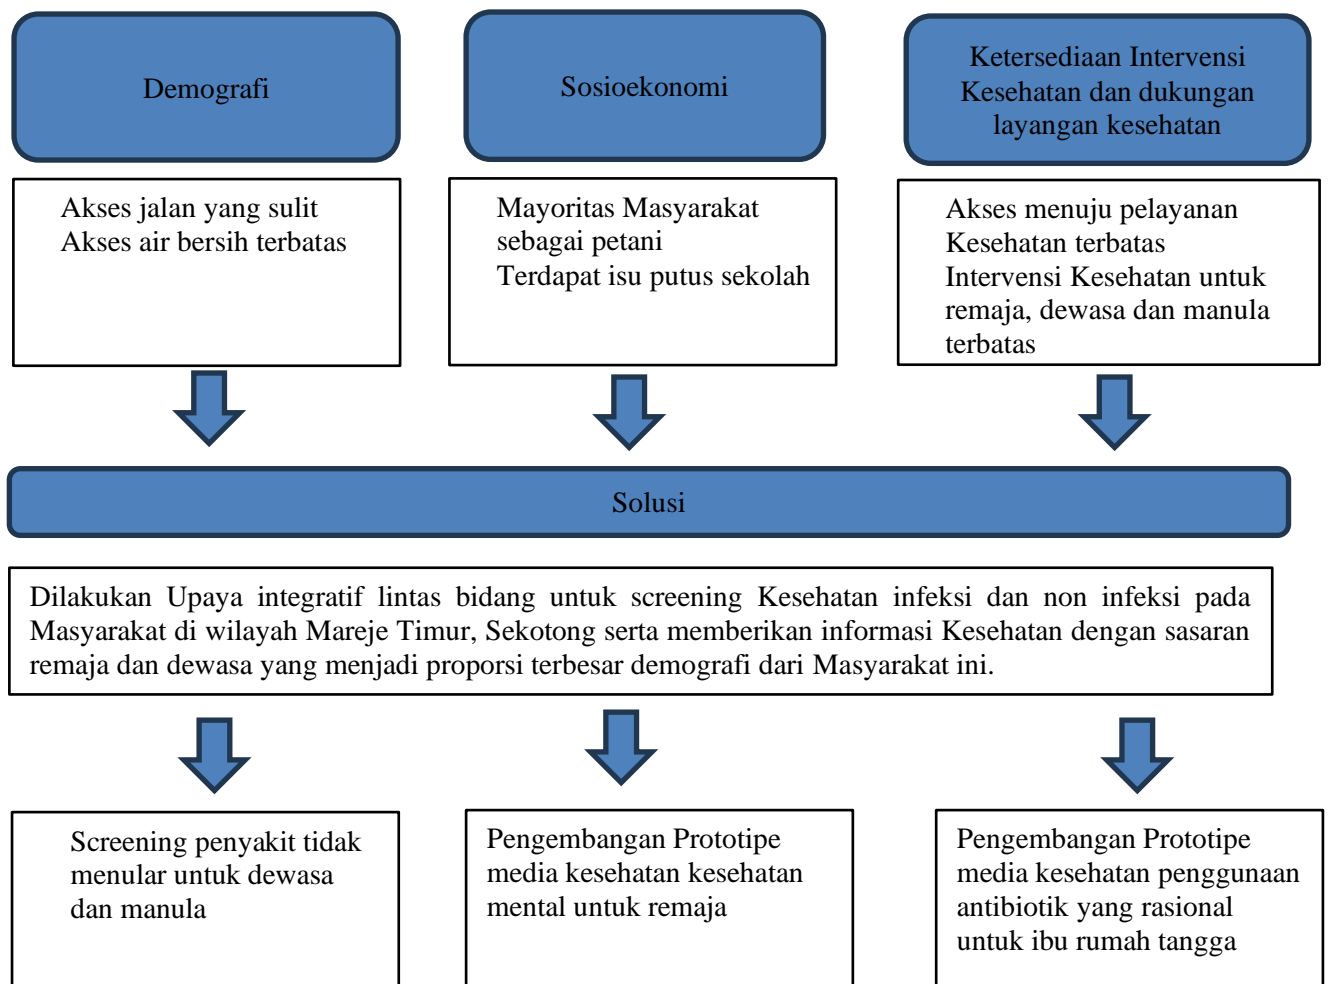 Demografi
Sosioekonomi
Ketersediaan Intervensi
Kesehatan dan dukungan
layangan kesehatan
Akses jalan yang sulit
Akses air bersih terbatas
Mayoritas Masyarakat
sebagai petani
Terdapat isu putus sekolah
Akses menuju pelayanan
Kesehatan terbatas
Intervensi Kesehatan untuk
remaja, dewasa dan manula
terbatas
Solusi
Dilakukan Upaya integratif lintas bidang untuk screening Kesehatan infeksi dan non infeksi pada
Masyarakat di wilayah Mareje Timur, Sekotong serta memberikan informasi Kesehatan dengan sasaran
remaja dan dewasa yang menjadi proporsi terbesar demografi dari Masyarakat ini.
Screening penyakit tidak
menular untuk dewasa
dan manula
Pengembangan Prototipe
media kesehatan kesehatan
mental untuk remaja
Pengembangan Prototipe
media kesehatan penggunaan
antibiotik yang rasional
untuk ibu rumah tangga